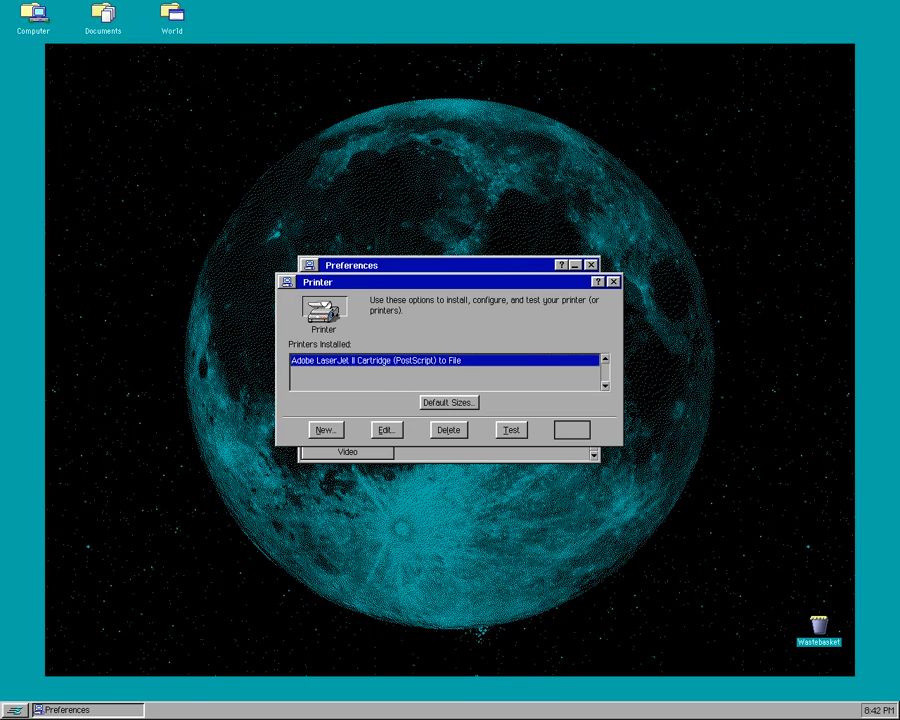 Computer
Documents
World
Preferences
Printer
Use these options to install, configure, and test your printer (or
printers).
Printer
Printers Installed:
Adobe LaserJet II Cartridge (PostScript) to File
Default Sizes...
New...
Edit...
Delete
Test
Video
Wastebasket
Preferences
8:42 PM